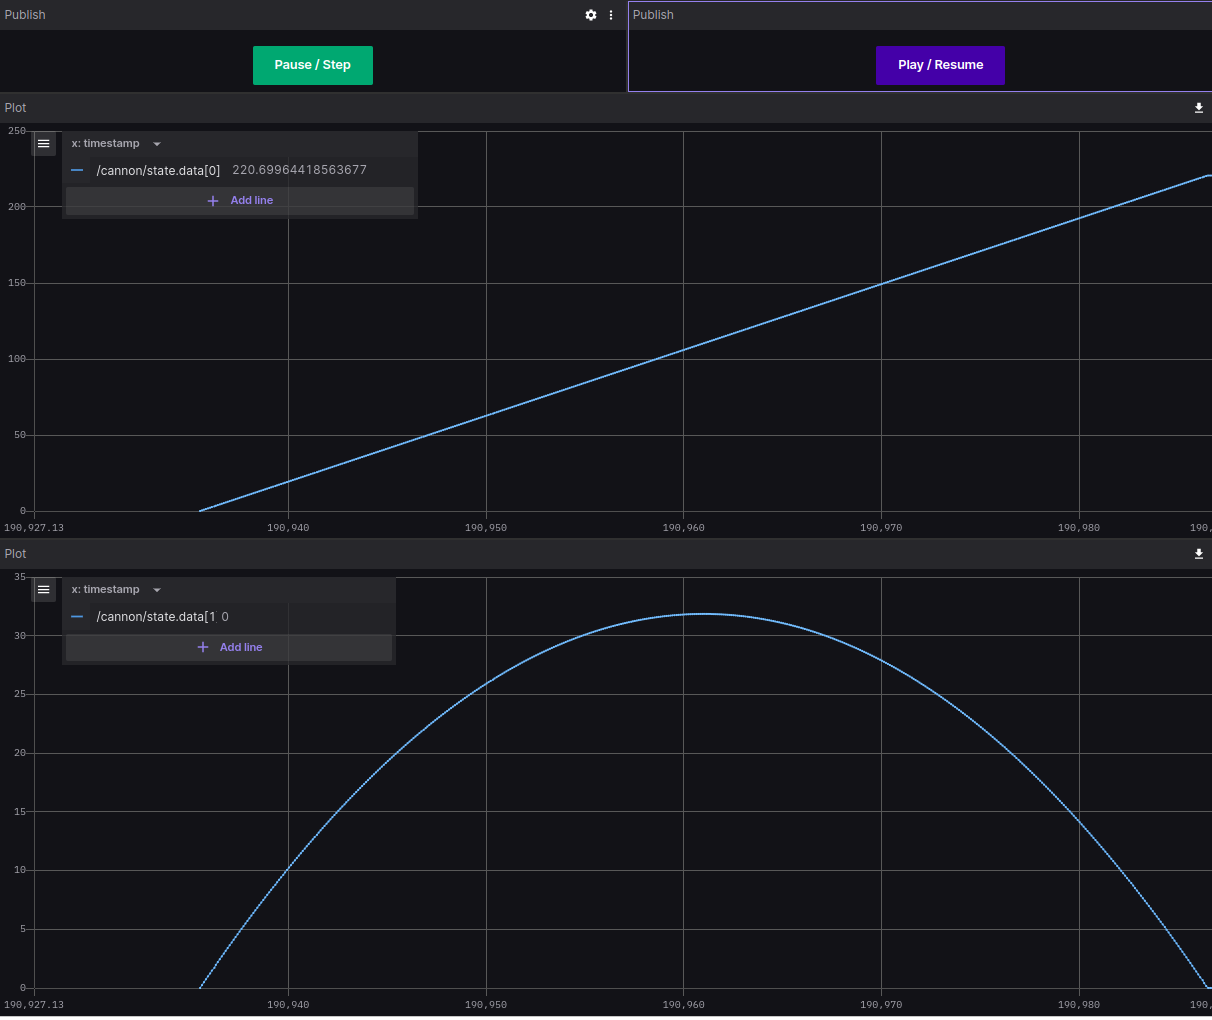 Publish
Publish
Pause / Step
Play / Resume
Plot
250
x: timestamp
/cannon/state.data[0] 220.69964418563677
Add line
200
150
100
50
0
190,927.13 190,940 190,950 190,960 190,970 190,980 190,
Plot
35
x: timestamp
/cannon/state.data[1 0
30
Add line
25
20
15
10
5
0
190,927.13 190,940 190,950 190,960 190,970 190,980 190,